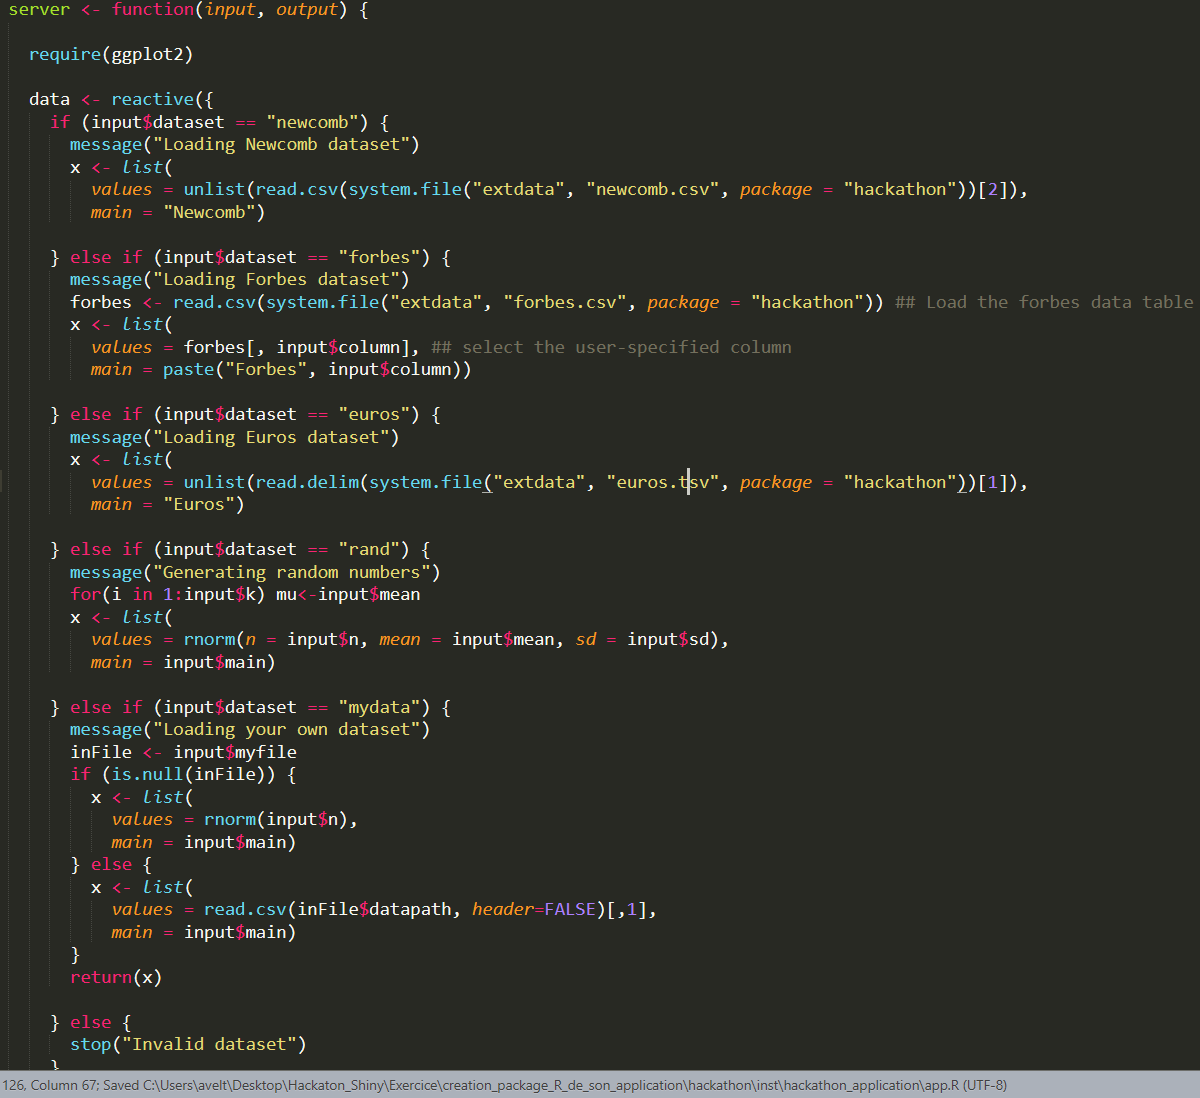 server <- function(input, output) {
require(ggplot2)
data <- reactive({
if (input$dataset == "newcomb") {
message("Loading Newcomb dataset")
x <- list(
values = unlist(read.csv(system.file("extdata", "newcomb.csv", package = "hackathon"))[2]),
main = "Newcomb")
} else if (input$dataset == "forbes") {
message("Loading Forbes dataset")
forbes <- read.csv(system.file("extdata", "forbes.csv", package = "hackathon")) ## Load the forbes data table
x <- list(
values = forbes[, input$column], ## select the user-specified column
main = paste("Forbes", input$column))
} else if (input$dataset == "euros") {
message("Loading Euros dataset")
x <- list(
values = unlist(read.delim(system.file("extdata", "euros.tsv", package = "hackathon"))[1]),
main = "Euros")
} else if (input$dataset == "rand") {
message("Generating random numbers")
for(i in 1:input$k) mu<-input$mean
x <- list(
values = rnorm(n = input$n, mean = input$mean, sd = input$sd),
main = input$main)
} else if (input$dataset == "mydata") {
message("Loading your own dataset")
inFile <- input$myfile
if (is.null(inFile)) {
x <- list(
values = rnorm(input$n),
main = input$main)
} else {
x <- list(
values = read.csv(inFile$datapath, header=FALSE)[,1],
main = input$main)
}
return(x)
} else {
stop("Invalid dataset")
}
126, Column 67; Saved C:\Users\avelt\Desktop\Hackaton_Shiny\Exercice\creation_package_R_de_son_application\hackathon\inst\hackathon_application\app.R (UTF-8)